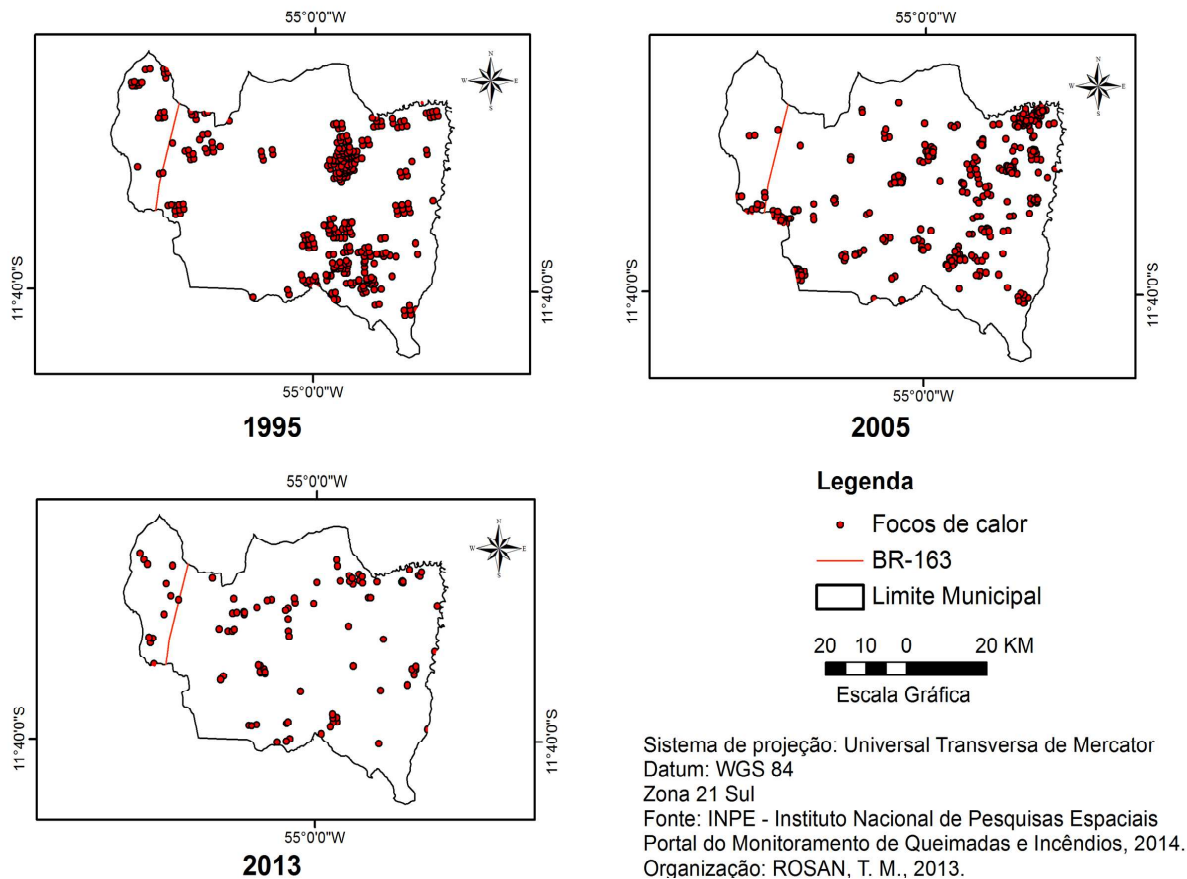 55°0'0"W
55°0'0"W
N
W E
S
N
W E
S
11°40'0"S
11°40'0"S
11°40'0"S
11°40'0"S
55°0'0"W
55°0'0"W
1995
2005
55°0'0"W
N
W E
S
11°40'0"S
11°40'0"S
55°0'0"W
2013
Legenda
Focos de calor
BR-163
Limite Municipal
20 10 0 20 KM
Escala Gráfica
Sistema de projeção: Universal Transversa de Mercator
Datum: WGS 84
Zona 21 Sul
Fonte: INPE - Instituto Nacional de Pesquisas Espaciais
Portal do Monitoramento de Queimadas e Incêndios, 2014.
Organização: ROSAN, T. M., 2013.